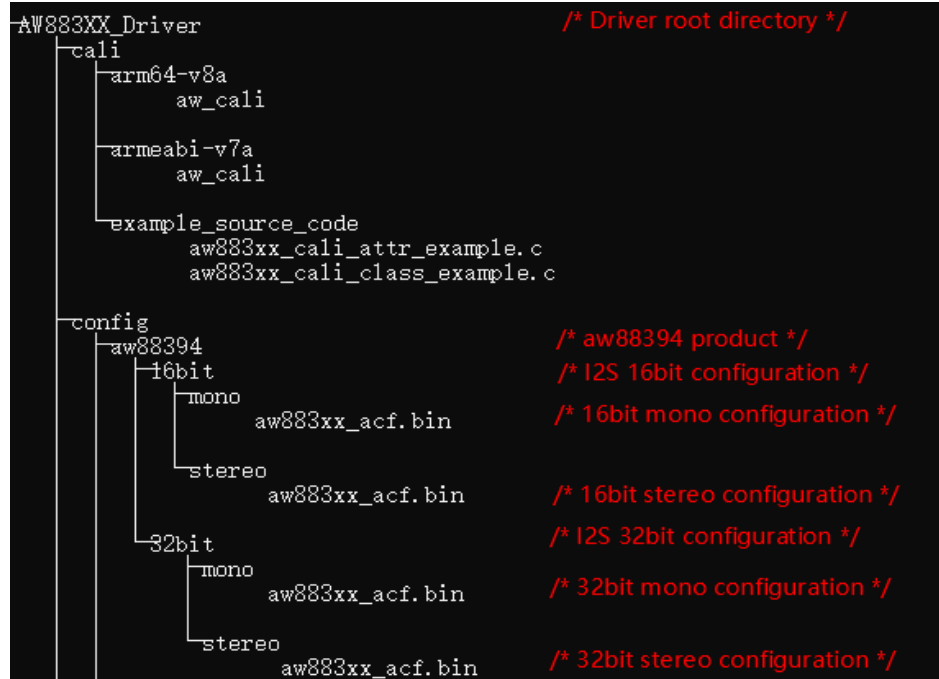 AW883XX_Driver /* Driver root directory */
cali
arm64-v8a
aw_cali
armeabi-v7a
aw_cali
example_source_code
aw883xx_cali_attr_example.c
aw883xx_cali_class_example.c
config
aw88394 /* aw88394 product */
16bit /* I2S 16bit configuration */
mono
aw883xx_acf.bin /* 16bit mono configuration */
stereo
aw883xx_acf.bin /* 16bit stereo configuration */
32bit /* I2S 32bit configuration */
mono
aw883xx_acf.bin /* 32bit mono configuration */
stereo
aw883xx_acf.bin /* 32bit stereo configuration */